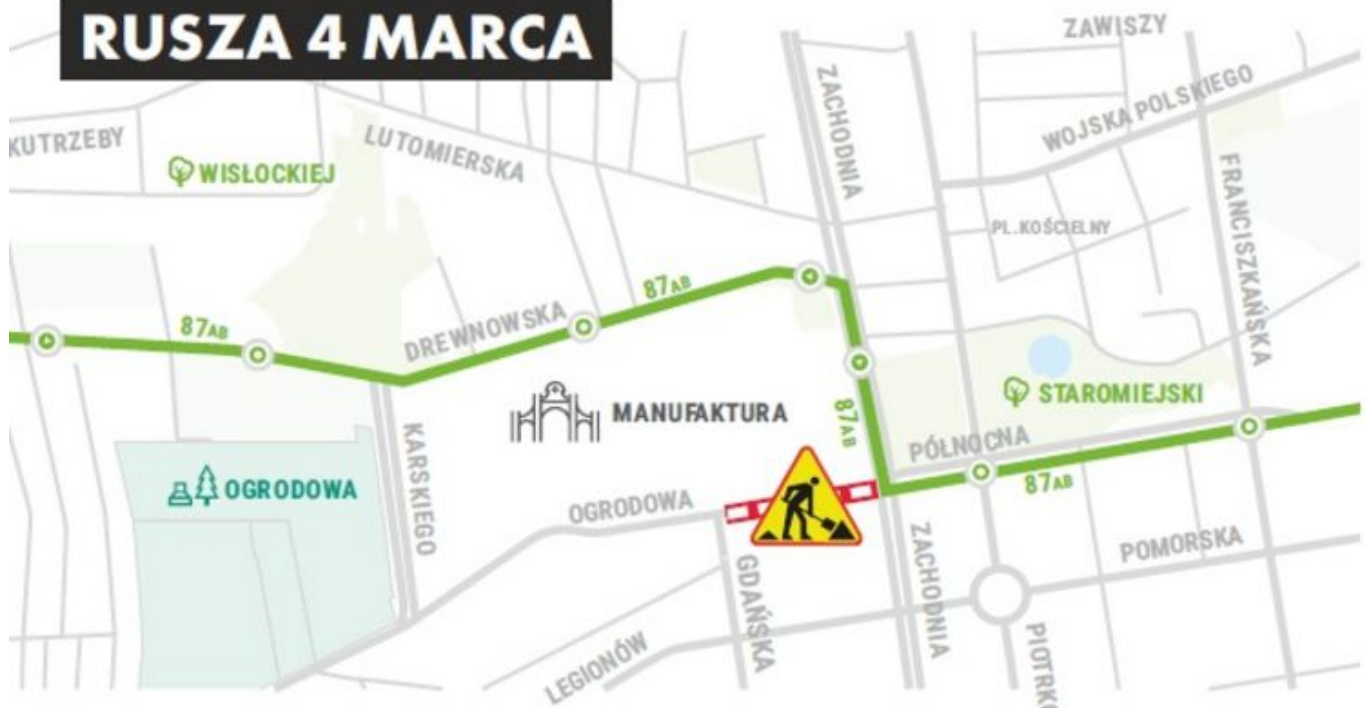 RUSZA 4 MARCA
ZAWISZY
ZACHODNIA
WOJSKA POLSKIEGO
KUTRZEBY
LUTOMIERSKA
WISŁOCKIEJ
FRANCISZKAŃSKA
PL.KOŚCIELNY
87AB
87AB
DREWNOWSKA
MANUFAKTURA
87AB
STAROMIEJSKI
PÓŁNOCNA
KARSKIEGO
OGRODOWA
87AB
OGRODOWA
ZACHODNIA
POMORSKA
GDAŃSKA
LEGIONÓW
PIOTRKO